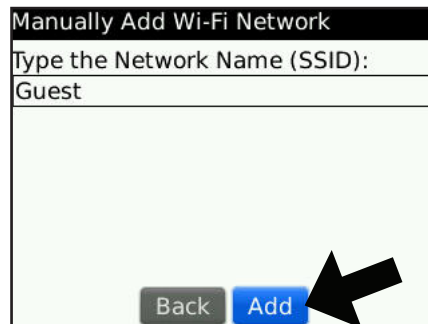 Manually Add Wi-Fi Network
Type the Network Name (SSID):
Guest
Back Add